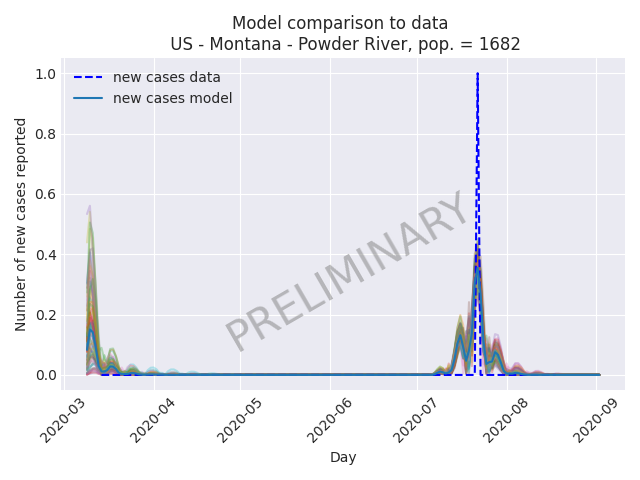 Model comparison to data
US - Montana - Powder River, pop. = 1682
new cases data
new cases model
Number of new cases reported
1.0
0.8
0.6
0.4
0.2
0.0
PRELIMINARY
2020-03
2020-04
2020-05
2020-06
2020-07
2020-08
2020-09
Day